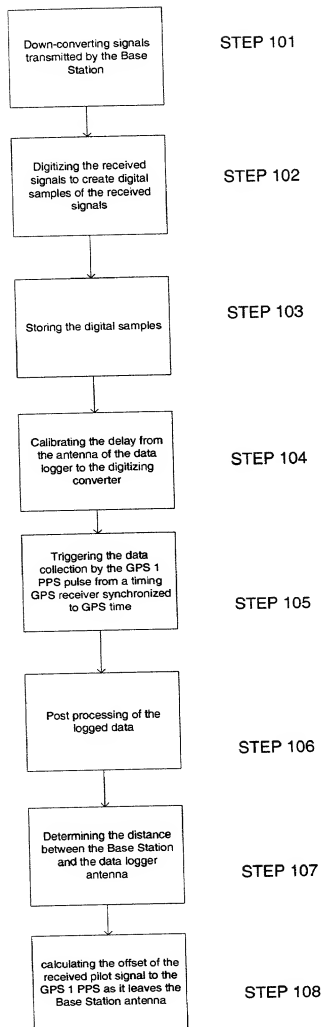 Down-converting signals
transmitted by the Base
Station
STEP 101
Digitizing the received
signals to create digital
samples of the received
signals
STEP 102
Storing the digital samples
STEP 103
Calibrating the delay from
the antenna of the data
logger to the digitizing
converter
STEP 104
Triggering the data
collection by the GPS 1
PPS pulse from a timing
GPS receiver synchronized
to GPS time
STEP 105
Post processing of the
logged data
STEP 106
Determining the distance
between the Base Station
and the data logger
antenna
STEP 107
calculating the offset of the
received pilot signal to the
GPS 1 PPS as it leaves the
Base Station antenna
STEP 108